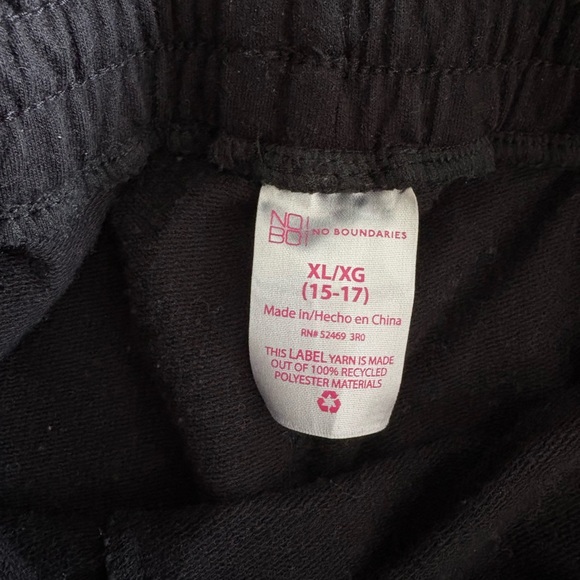 NO
BO NO BOUNDARIES
XL/XG
(15-17)
Made in/Hecho en China
RN# 52469 3R0
THIS LABEL YARN IS MADE
OUT OF 100% RECYCLED
POLYESTER MATERIALS